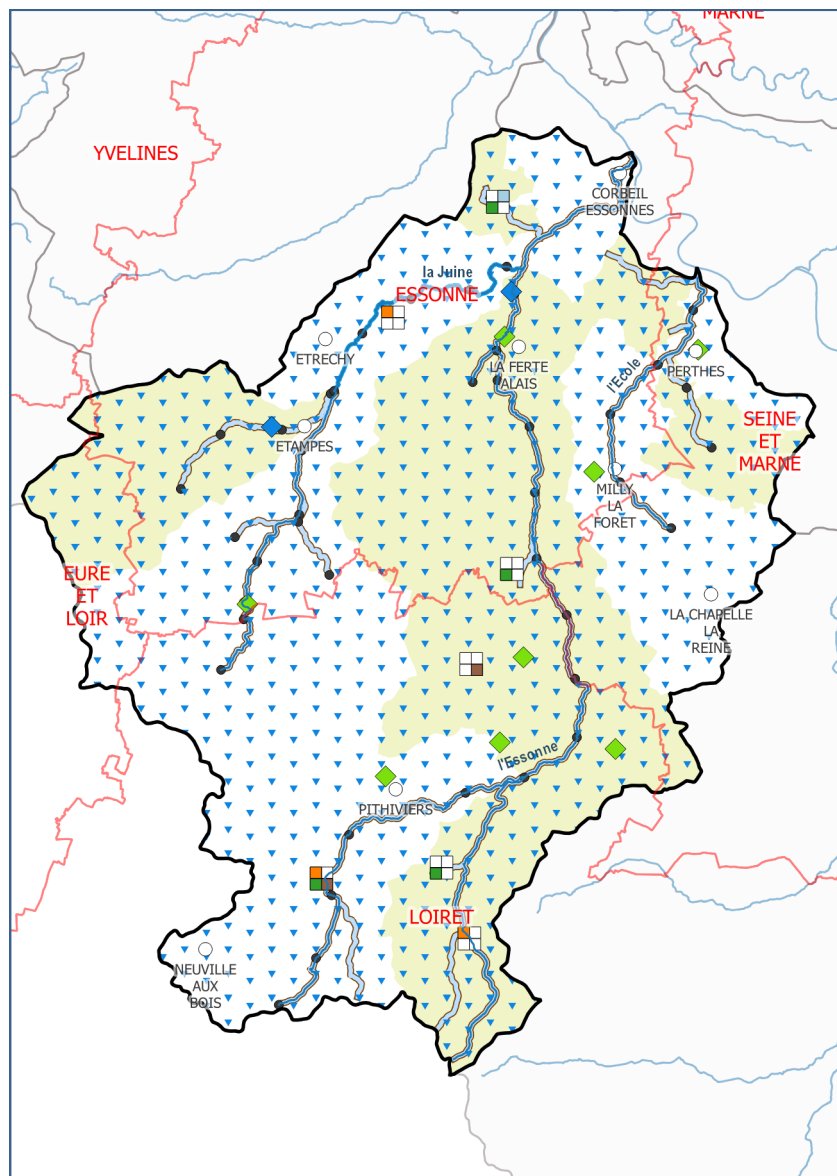 MARNE
YVELINES
CORBEIL
ESSONNES
la Juine
ESSONNE
ETRECHY
LA FERTE
ALAIS
l'Ecole
PERTHES
SEINE
ET
MARNE
ETAMPES
MILLY
LA
FORET
EURE
ET
LOIR
LA CHAPELLE
LA
REINE
l'Essonne
PITHIVIERS
LOIRET
NEUVILLE
AUX
BOIS